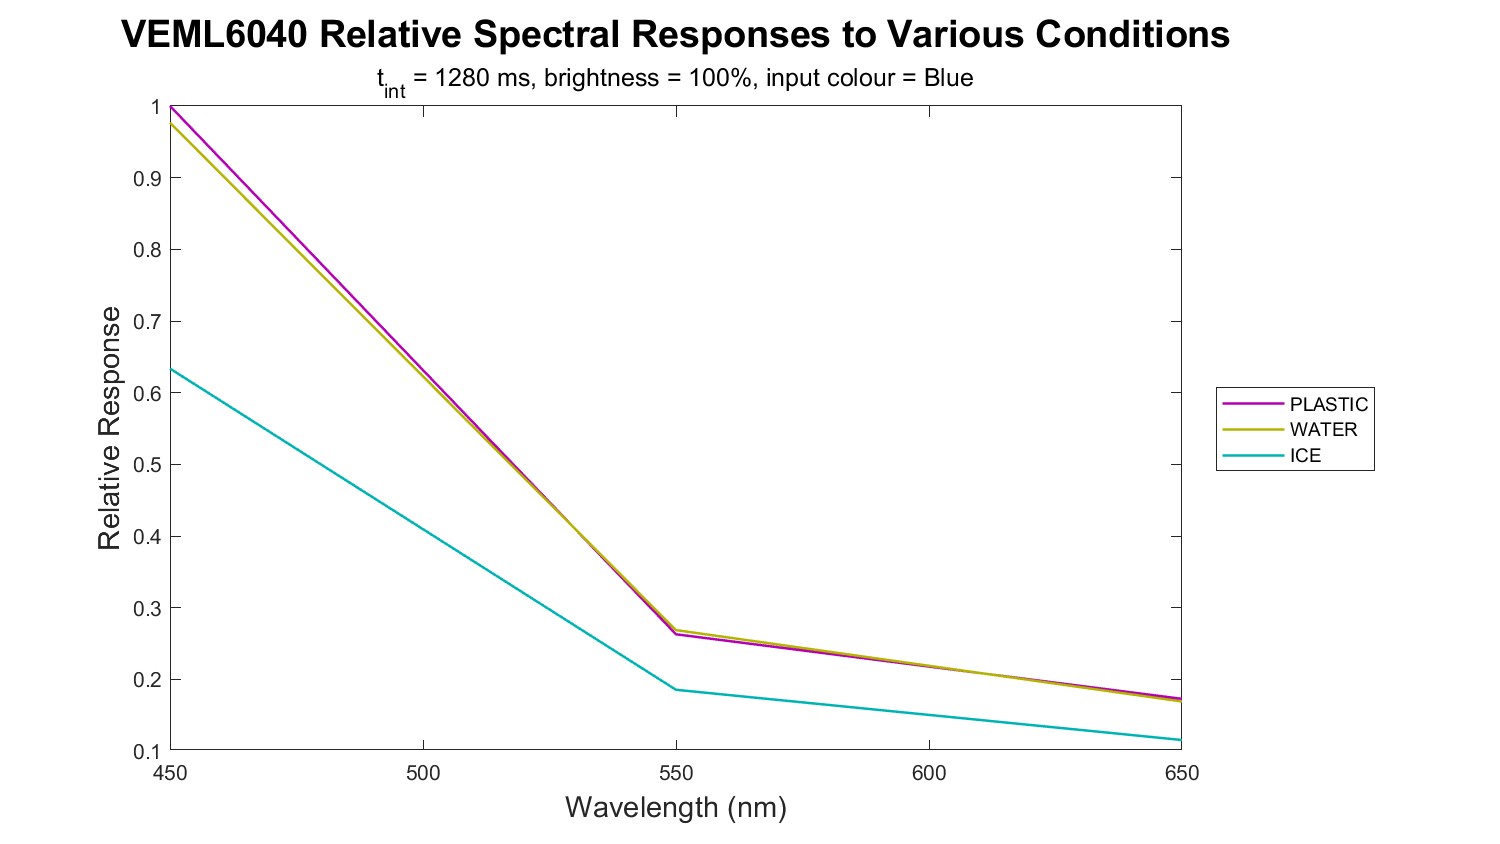 VEML6040 Relative Spectral Responses to Various Conditions
t_int = 1280 ms, brightness = 100%, input colour = Blue
Relative Response
1
0.9
0.8
0.7
0.6
0.5
0.4
0.3
0.2
0.1
450 500 550 600 650
Wavelength (nm)
PLASTIC
WATER
ICE